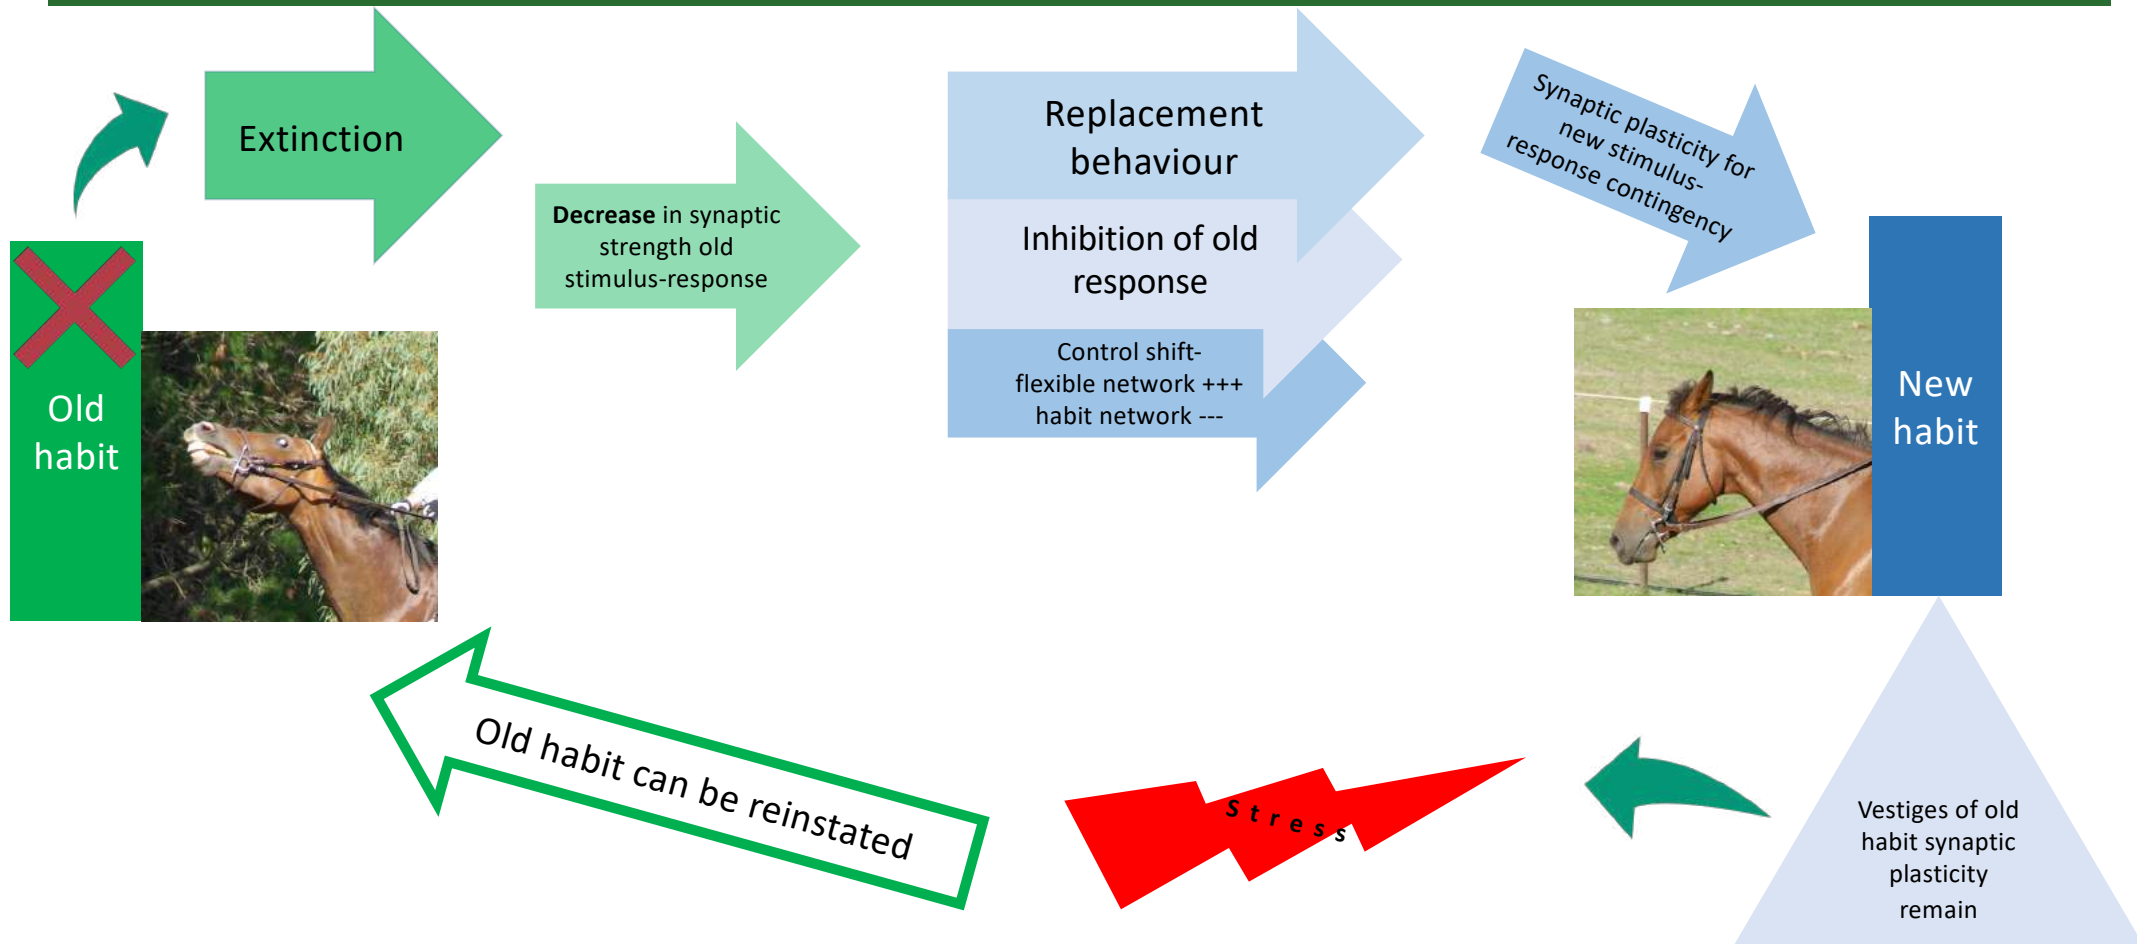 Extinction
Decrease in synaptic
strength old
stimulus-response
Replacement
behaviour
Inhibition of old
response
Control shift-
flexible network +++
habit network ---
Synaptic plasticity for
new stimulus-
response contingency
Old
habit
New
habit
Old habit can be reinstated
Stress
Vestiges of old
habit synaptic
plasticity
remain